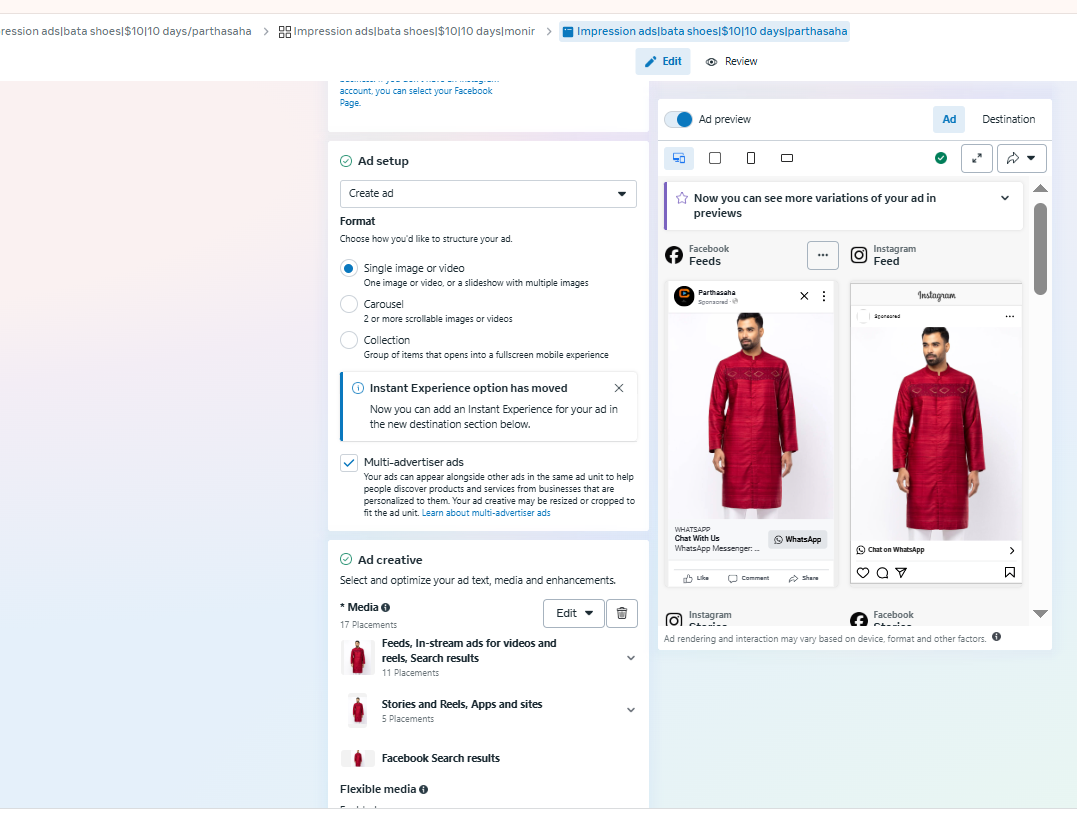 ression ads|bata shoes|$10|10 days/parthasaha
Impression ads|bata shoes|$10|10 days|monir
Impression ads|bata shoes|$10|10 days|parthasaha
Edit
Review
account, you can select your Facebook
Page.
Ad setup
Create ad
Format
Choose how you'd like to structure your ad.
Single image or video
One image or video, or a slideshow with multiple images
Carousel
2 or more scrollable images or videos
Collection
Group of items that opens into a fullscreen mobile experience
Instant Experience option has moved
Now you can add an Instant Experience for your ad in
the new destination section below.
Multi-advertiser ads
Your ads can appear alongside other ads in the same ad unit to help
people discover products and services from businesses that are
personalized to them. Your ad creative may be resized or cropped to
fit the ad unit. Learn about multi-advertiser ads
Ad creative
Select and optimize your ad text, media and enhancements.
* Media
Edit
17 Placements
Feeds, In-stream ads for videos and
reels, Search results
11 Placements
Stories and Reels, Apps and sites
5 Placements
Facebook Search results
Flexible media
Ad preview
Ad
Destination
Now you can see more variations of your ad in
previews
Facebook
Feeds
Instagram
Feed
Parthasaha
Sponsored
Instagram
Sponsored
WHATSAPP
Chat With Us
WhatsApp Messenger: ...
WhatsApp
Like
Comment
Share
Chat on WhatsApp
Instagram
Stories
Facebook
Stories
Ad rendering and interaction may vary based on device, format and other factors.